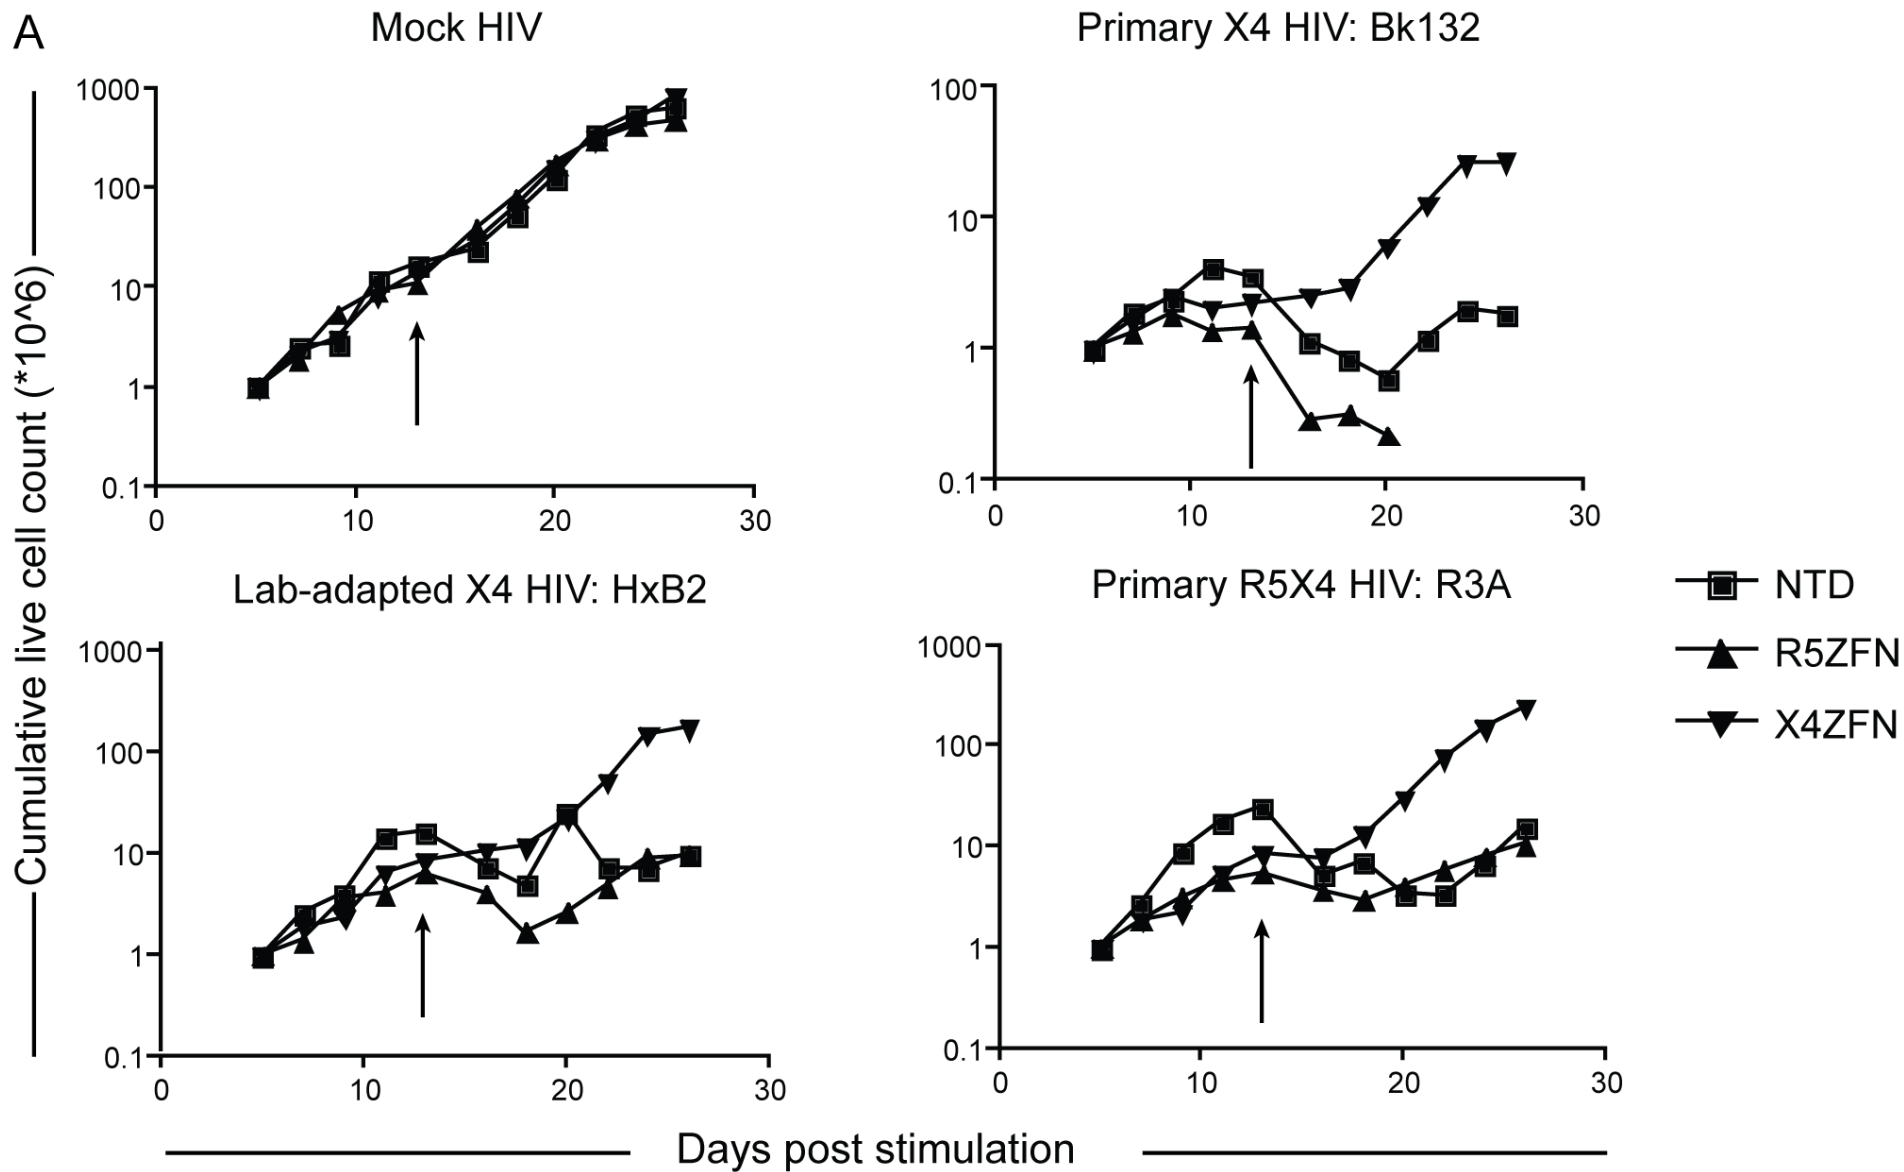 A
Mock HIV
Primary X4 HIV: Bk132
Cumulative live cell count (*10^6)
1000
100
10
1
0.1
0 10 20 30
100
10
1
0.1
0 10 20 30
Lab-adapted X4 HIV: HxB2
Primary R5X4 HIV: R3A
1000
100
10
1
0.1
0 10 20 30
1000
100
10
1
0.1
0 10 20 30
NTD
R5ZFN
X4ZFN
Days post stimulation